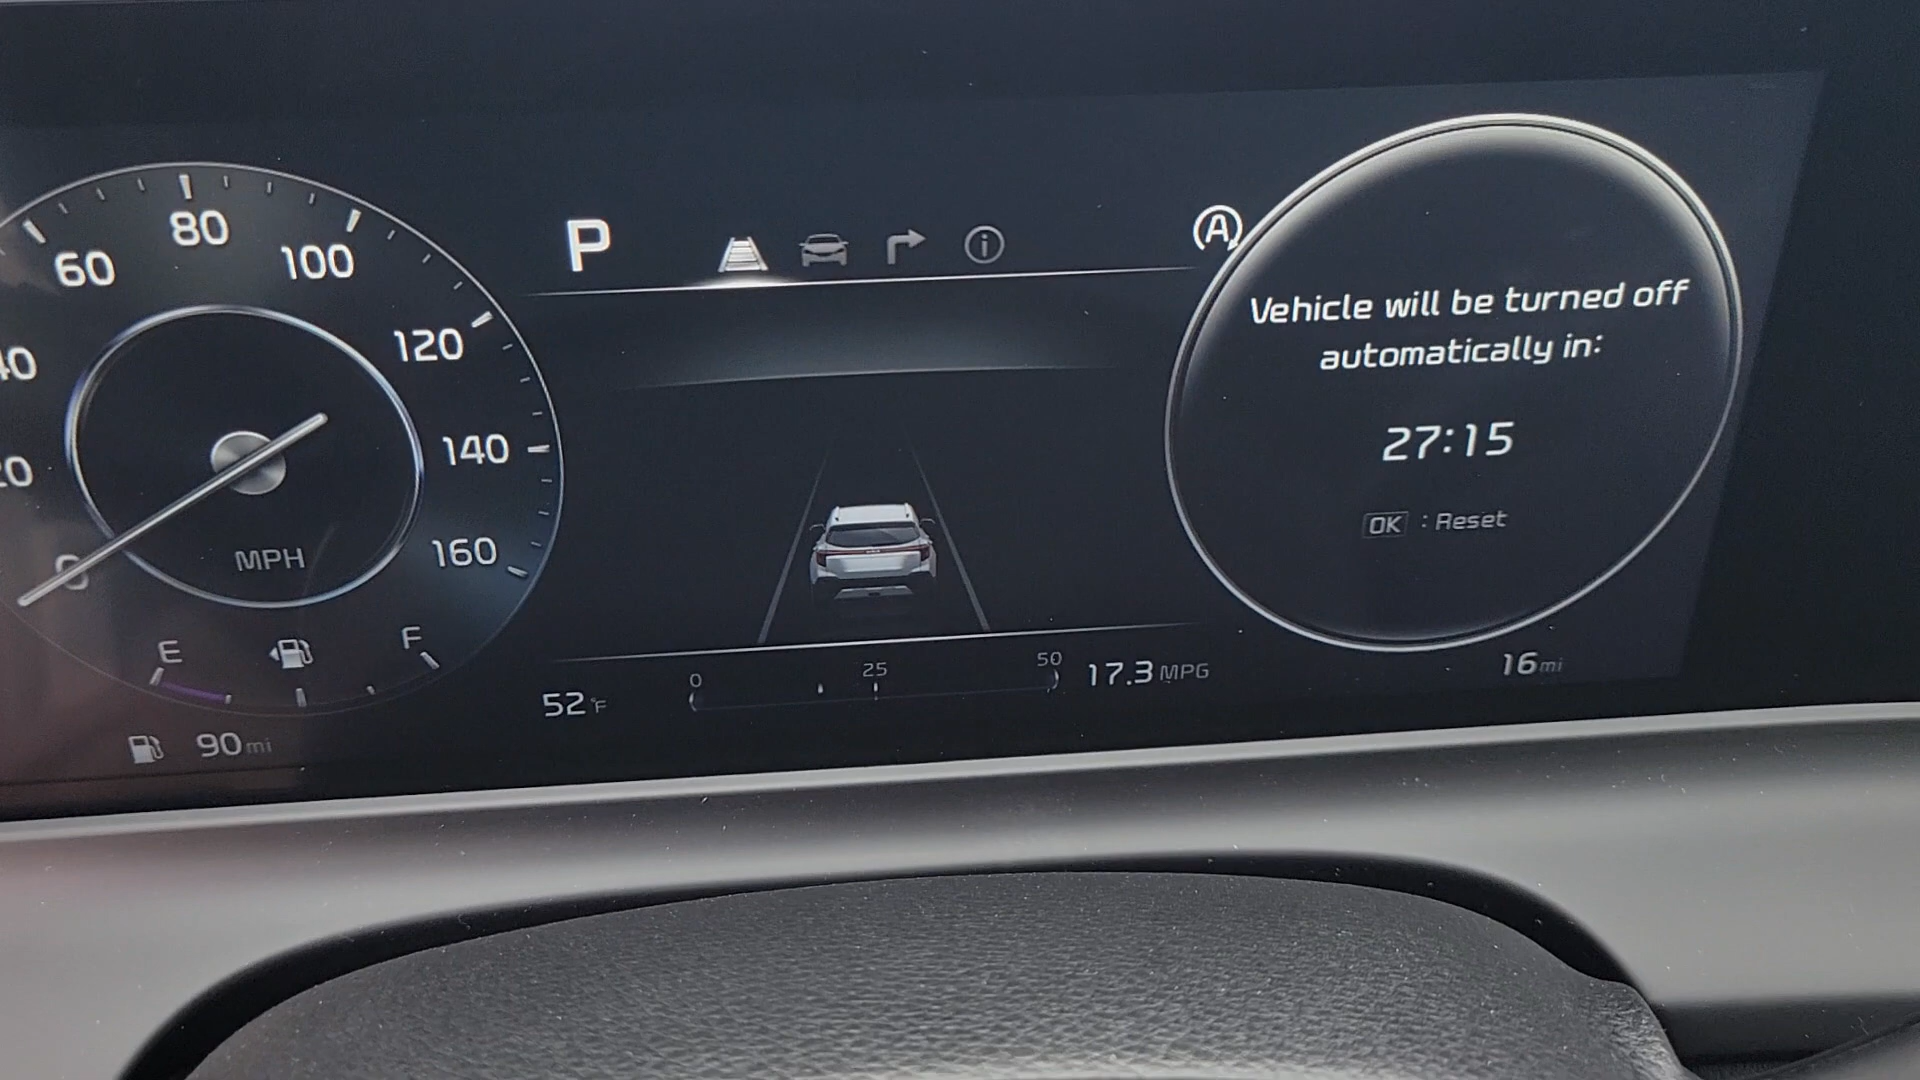 60
80
100
120
140
160
MPH
E
F
90mi
P
A
i
0
25
50
52°F
17.3 MPG
Vehicle will be turned off
automatically in:
27:15
OK : Reset
16mi